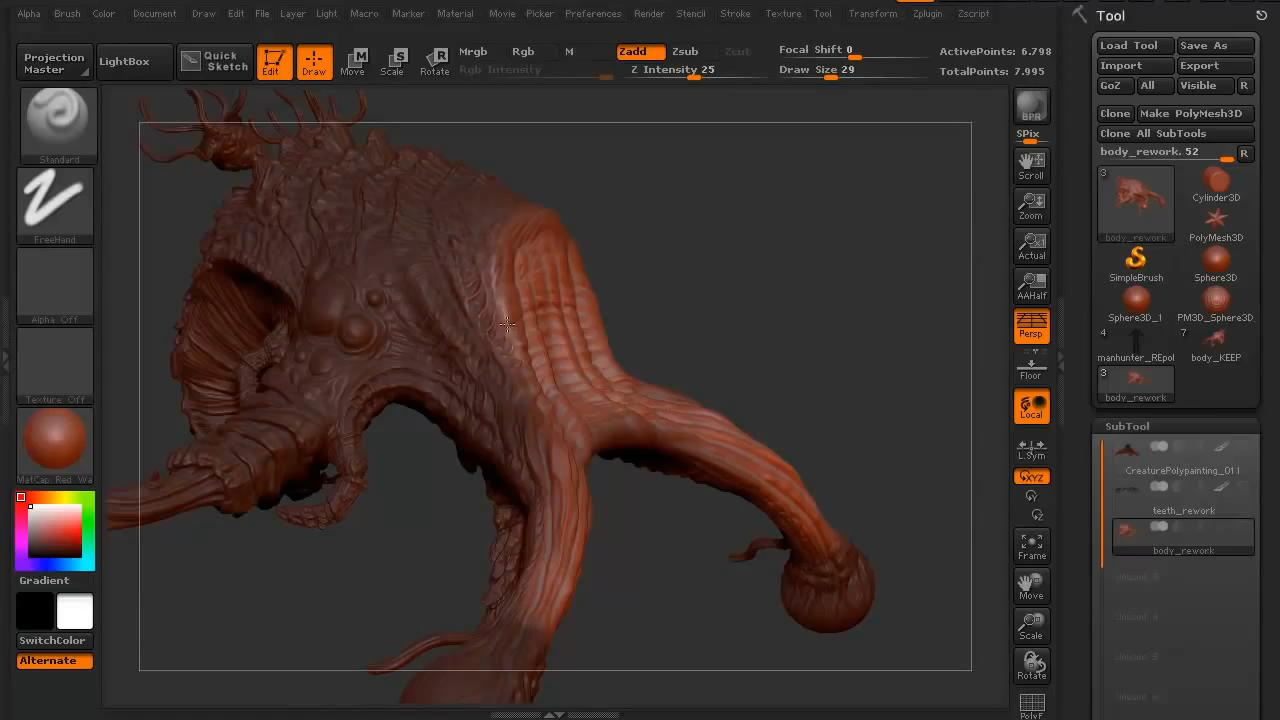 Alpha Brush Color Document Draw Edit File Layer Light Macro Marker Material Movie Picker Preferences Render Stencil Stroke Texture Tool Transform Zplugin Zscript
Tool
Projection Master
LightBox
Quick Sketch
Edit
Draw
Move
Scale
Rotate
Mrgb Rgb M
Rgb Intensity
Zadd Zsub Zcut
Z Intensity 25
Focal Shift 0
Draw Size 29
ActivePoints: 6.798
TotalPoints: 7.995
Load Tool Save As
Import Export
GoZ All Visible R
Clone Make PolyMesh3D
Clone All SubTools
body_rework. 52 R
3
body_rework
Cylinder3D
PolyMesh3D
SimpleBrush Sphere3D
Sphere3D_1 PM3D_Sphere3D
4 7
manhunter_REpol body_KEEP
3
body_rework
SubTool
CreaturePolypainting_011
teeth_rework
body_rework
Standard
FreeHand
Alpha Off
Texture Off
MatCap Red Wa
Gradient
SwitchColor
Alternate
BPR
SPix
Scroll
Zoom
Actual
AAHalf
Persp
Floor
Local
L.Sym
XYZ
Frame
Move
Scale
Rotate
PolyF